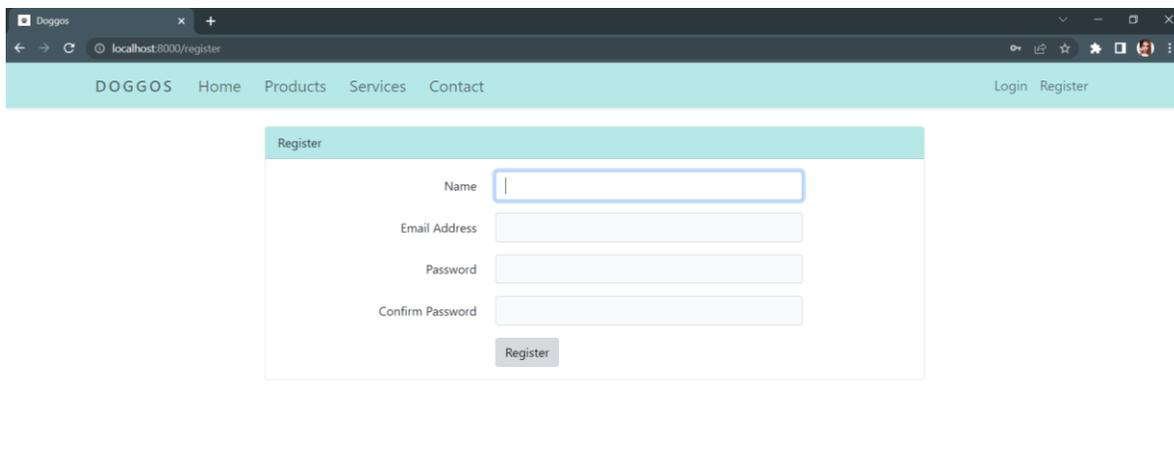 Doggos
localhost:8000/register
DOGGOS Home Products Services Contact Login Register
Register
Name
Email Address
Password
Confirm Password
Register